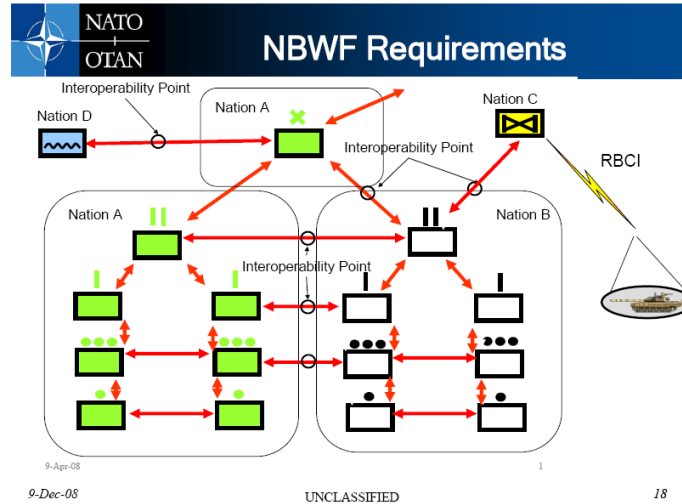 NATO
OTAN
NBWF Requirements
Interoperability Point
Nation D
Nation A
Nation C
Interoperability Point
RBCI
Nation A
Nation B
Interoperability Point
9-Apr-08
1
9-Dec-08
UNCLASSIFIED
18